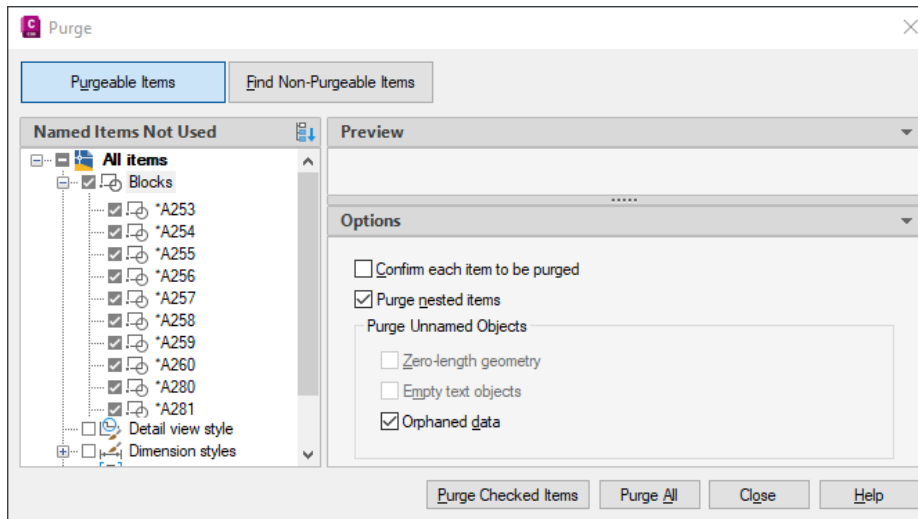 Purge
Purgeable Items
Find Non-Purgeable Items
Named Items Not Used
All items
Blocks
*A253
*A254
*A255
*A256
*A257
*A258
*A259
*A260
*A280
*A281
Detail view style
Dimension styles
Preview
Options
Confirm each item to be purged
Purge nested items
Purge Unnamed Objects
Zero-length geometry
Empty text objects
Orphaned data
Purge Checked Items
Purge All
Close
Help